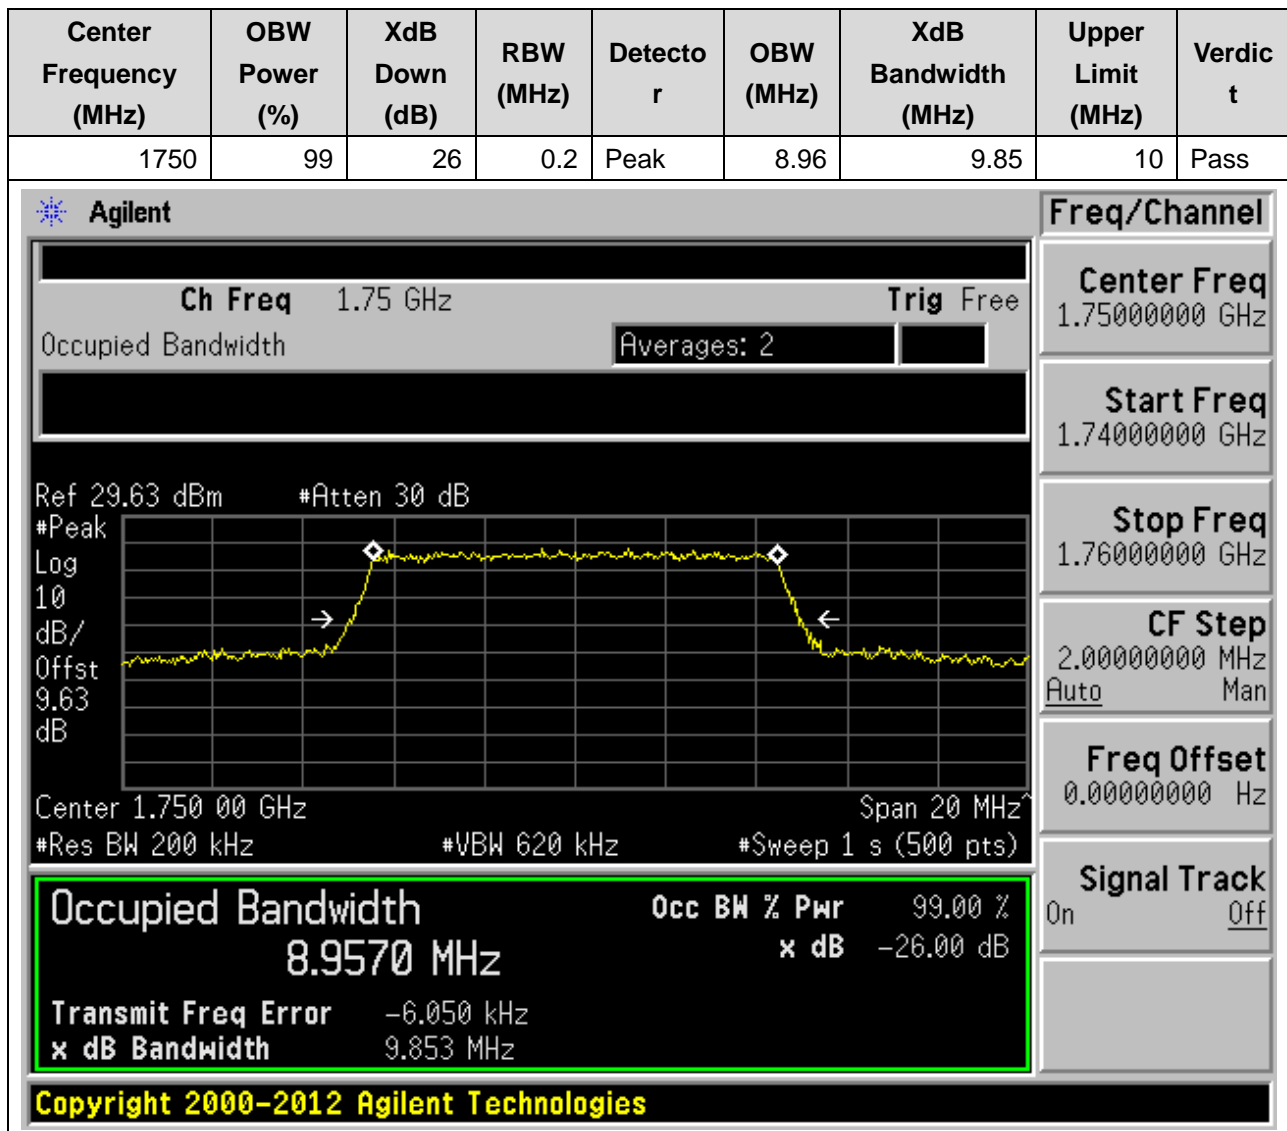 Center Frequency (MHz) OBW Power (%) XdB Down (dB) RBW (MHz) Detector OBW (MHz) XdB Bandwidth (MHz) Upper Limit (MHz) Verdict
1750 99 26 0.2 Peak 8.96 9.85 10 Pass
Agilent
Freq/Channel
Ch Freq 1.75 GHz Trig Free
Occupied Bandwidth Averages: 2
Center Freq
1.75000000 GHz
Start Freq
1.74000000 GHz
Stop Freq
1.76000000 GHz
CF Step
2.00000000 MHz
Auto Man
Freq Offset
0.00000000 Hz
Signal Track
On Off
Ref 29.63 dBm #Atten 30 dB
#Peak
Log
10
dB/
Offst
9.63
dB
Center 1.750 00 GHz Span 20 MHz^
#Res BW 200 kHz #VBW 620 kHz #Sweep 1 s (500 pts)
Occupied Bandwidth Occ BW % Pwr 99.00 %
8.9570 MHz x dB -26.00 dB
Transmit Freq Error -6.050 kHz
x dB Bandwidth 9.853 MHz
Copyright 2000-2012 Agilent Technologies